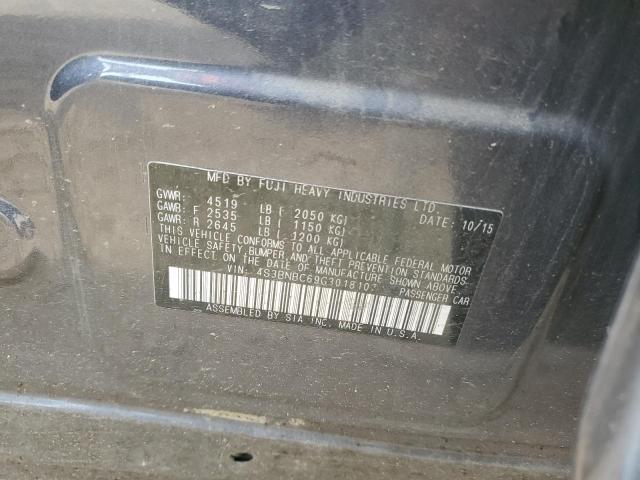 MFD BY FUJI HEAVY INDUSTRIES LTD.
DATE: 10/15
GVWR: 4519 LB ( 2050 KG)
GAWR: F 2535 LB ( 1150 KG)
GAWR: R 2645 LB ( 1200 KG)
THIS VEHICLE CONFORMS TO ALL APPLICABLE FEDERAL MOTOR
VEHICLE SAFETY, BUMPER, AND THEFT PREVENTION STANDARDS
IN EFFECT ON THE DATE OF MANUFACTURE SHOWN ABOVE.
VIN: PASSENGER CAR
ASSEMBLED BY SIA INC. MADE IN U.S.A.